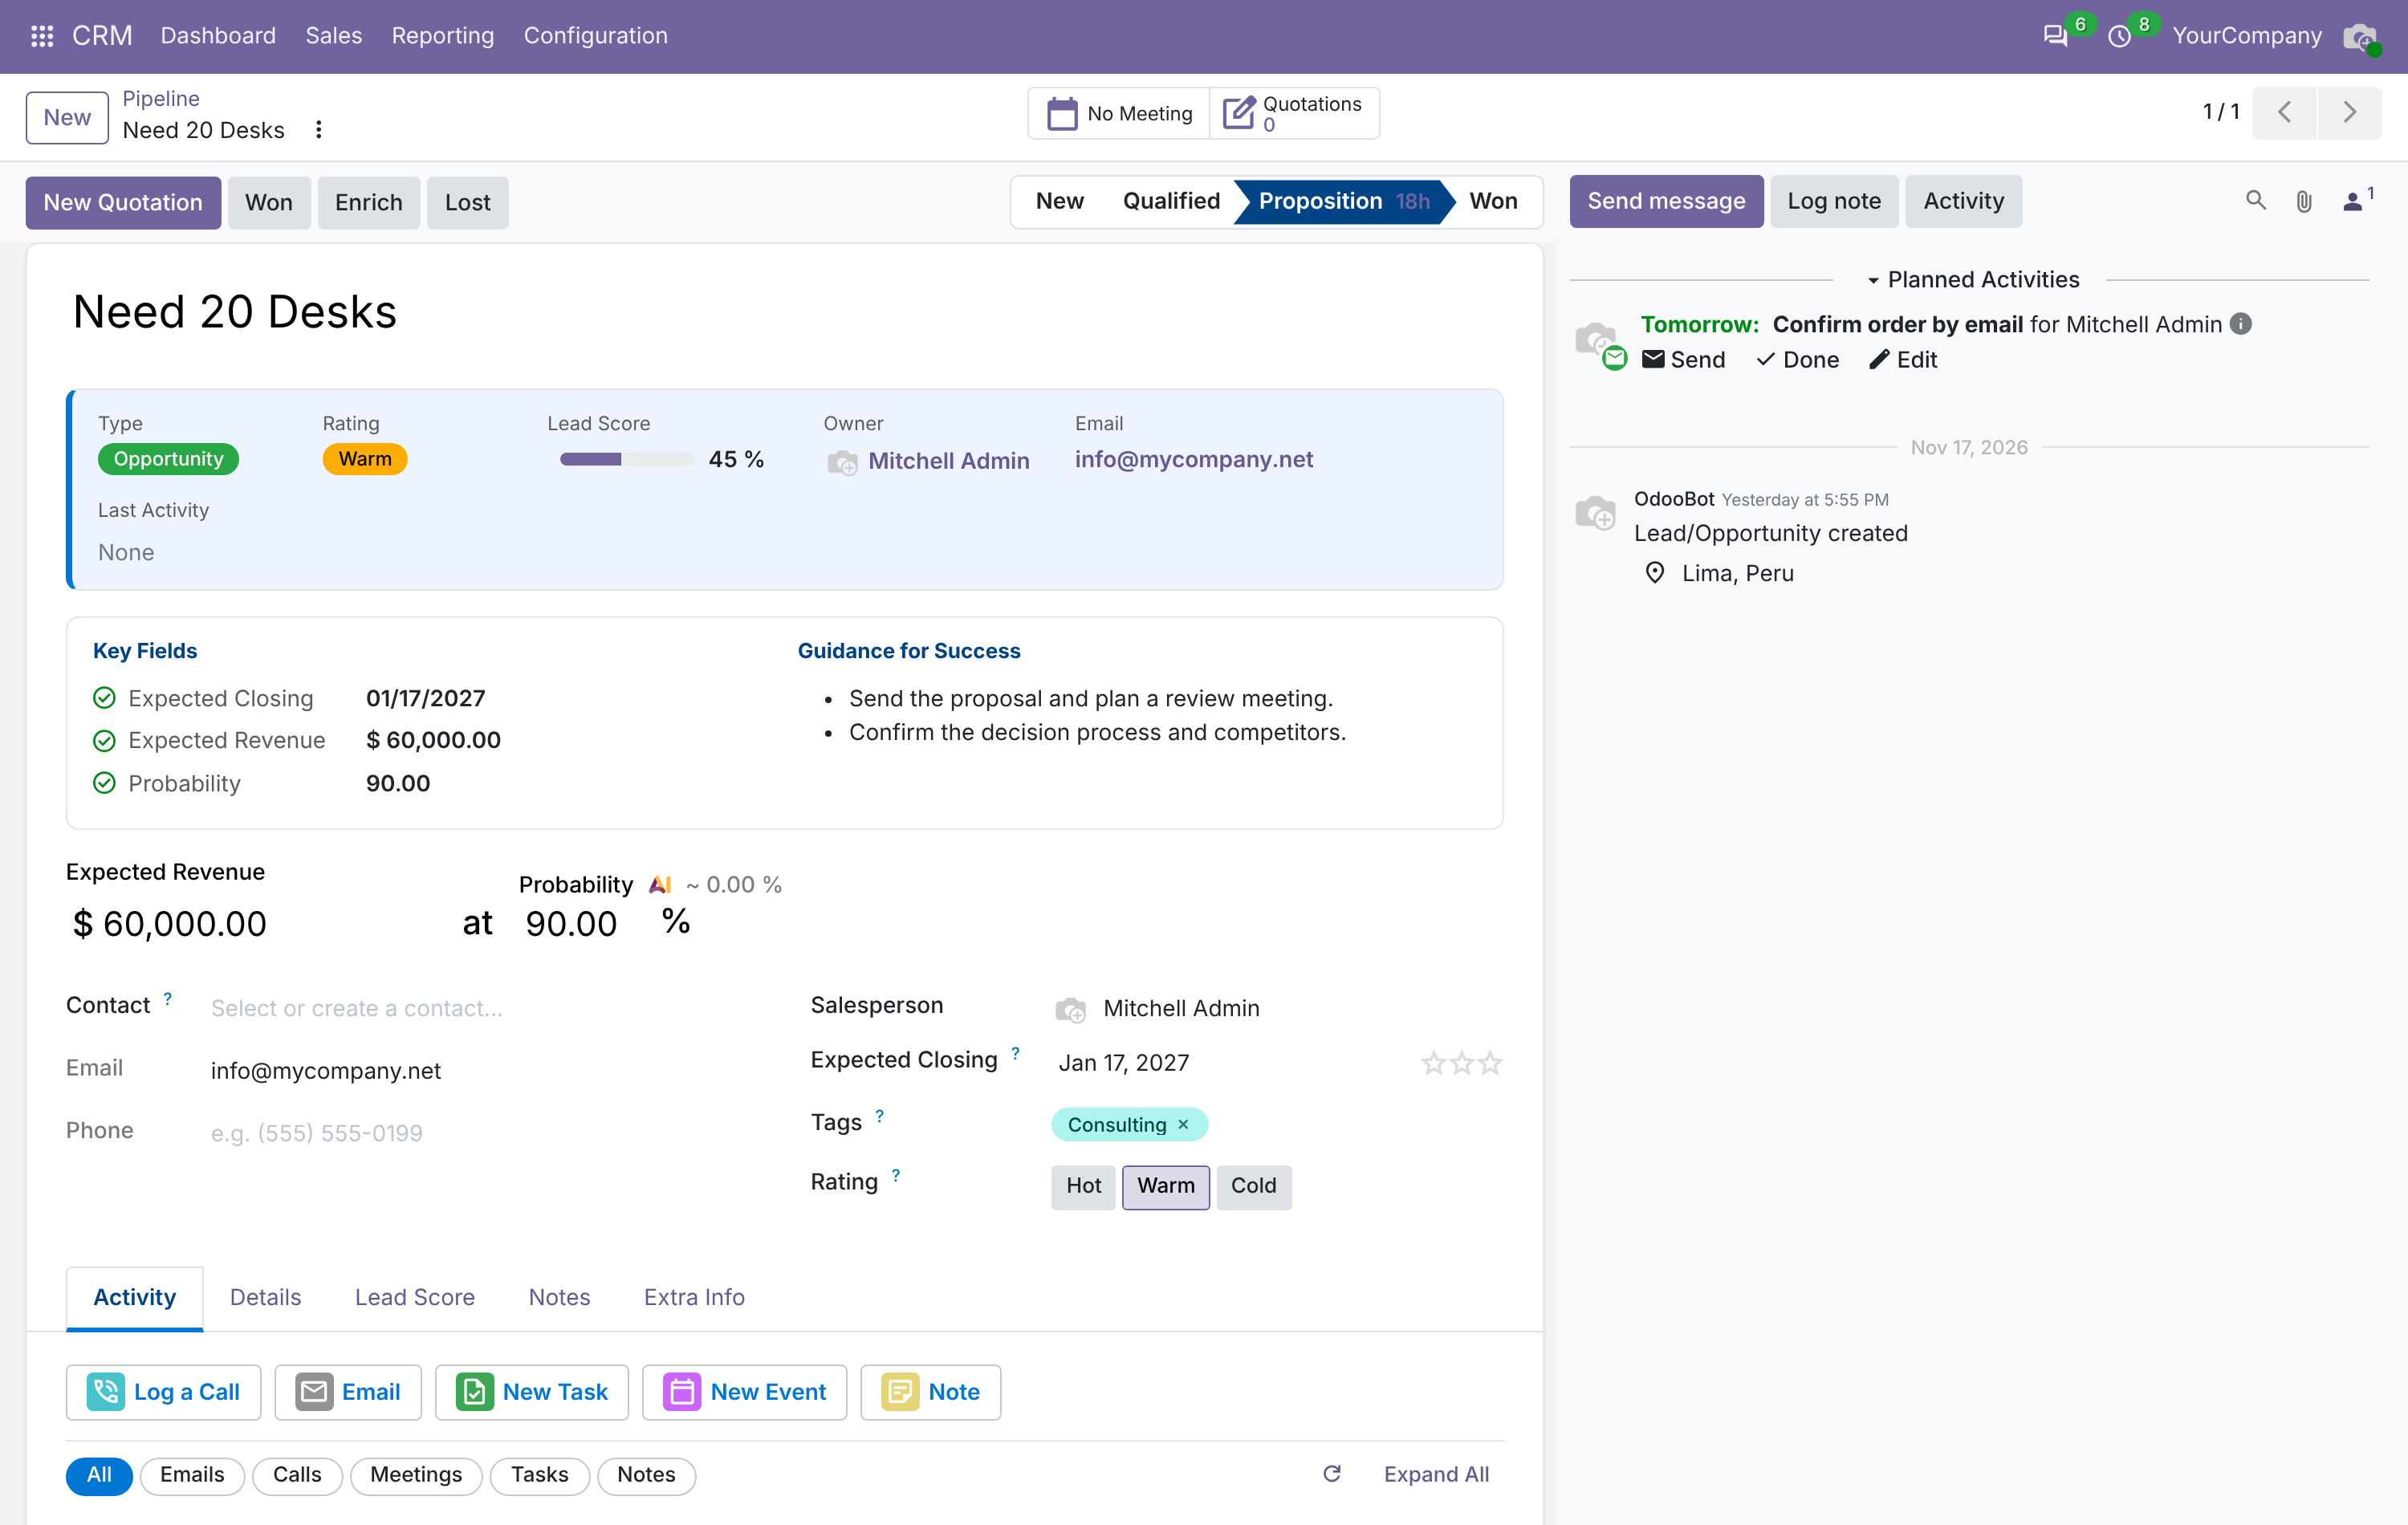 CRM Dashboard Sales Reporting Configuration 6 8 YourCompany
New
Pipeline
Need 20 Desks
No Meeting
Quotations
0
1 / 1
New Quotation Won Enrich Lost
New Qualified Proposition 18h Won
Send message Log note Activity 1
Need 20 Desks
Type Rating Lead Score Owner Email
Opportunity Warm 45 % Mitchell Admin info@mycompany.net
Last Activity
None
Key Fields
Expected Closing 01/17/2027
Expected Revenue $ 60,000.00
Probability 90.00
Guidance for Success
• Send the proposal and plan a review meeting.
• Confirm the decision process and competitors.
Expected Revenue
$ 60,000.00
Probability AI ~ 0.00 %
at 90.00 %
Contact ? Select or create a contact...
Email info@mycompany.net
Phone e.g. (555) 555-0199
Salesperson Mitchell Admin
Expected Closing ? Jan 17, 2027
Tags ? Consulting ×
Rating ? Hot Warm Cold
Activity Details Lead Score Notes Extra Info
Log a Call Email New Task New Event Note
All Emails Calls Meetings Tasks Notes Expand All
Planned Activities
Tomorrow: Confirm order by email for Mitchell Admin
Send Done Edit
Nov 17, 2026
OdooBot Yesterday at 5:55 PM
Lead/Opportunity created
Lima, Peru